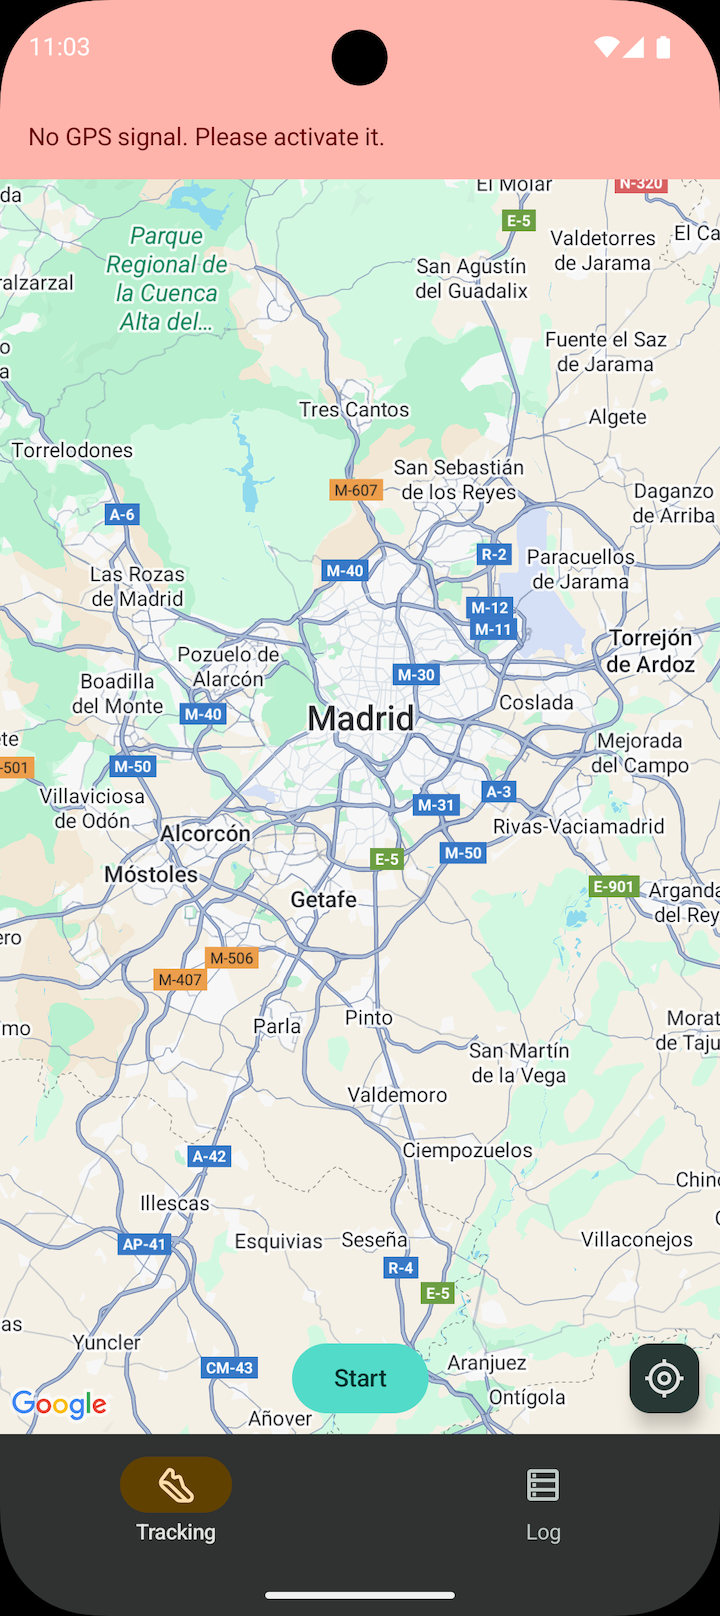 11:03
No GPS signal. Please activate it.
da
El Molar
N-320
E-5
Parque
Regional de
la Cuenca
Alta del...
Valdetorres
de Jarama
El Ca
San Agustín
del Guadalix
ralzarzal
o
a
Fuente el Saz
de Jarama
Tres Cantos
Algete
Torrelodones
San Sebastián
de los Reyes
M-607
Daganzo
de Arriba
A-6
R-2
Paracuellos
de Jarama
M-40
Las Rozas
de Madrid
M-12
M-11
Torrejón
de Ardoz
Pozuelo de
Alarcón
M-30
Boadilla
del Monte
M-40
Coslada
Madrid
ete
Mejorada
del Campo
-501
M-50
A-3
Villaviciosa
de Odón
M-31
Rivas-Vaciamadrid
Alcorcón
E-5
M-50
Móstoles
E-901
Arganda
del Rey
Getafe
ero
M-506
M-407
Parla
Pinto
Morat
de Taju
mo
San Martín
de la Vega
Valdemoro
Ciempozuelos
A-42
Chinc
Illescas
AP-41
Esquivias
Seseña
Villaconejos
R-4
E-5
as
Yuncler
CM-43
Start
Aranjuez
Ontígola
Google
Añover
Tracking
Log